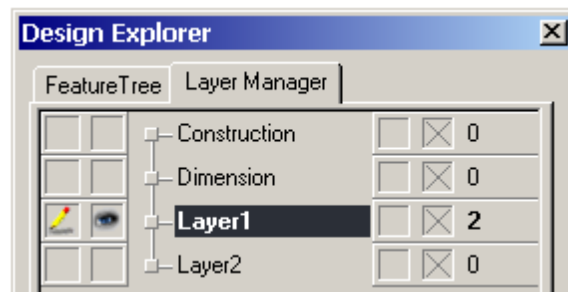 Design Explorer
FeatureTree Layer Manager
Construction 0
Dimension 0
Layer1 2
Layer2 0